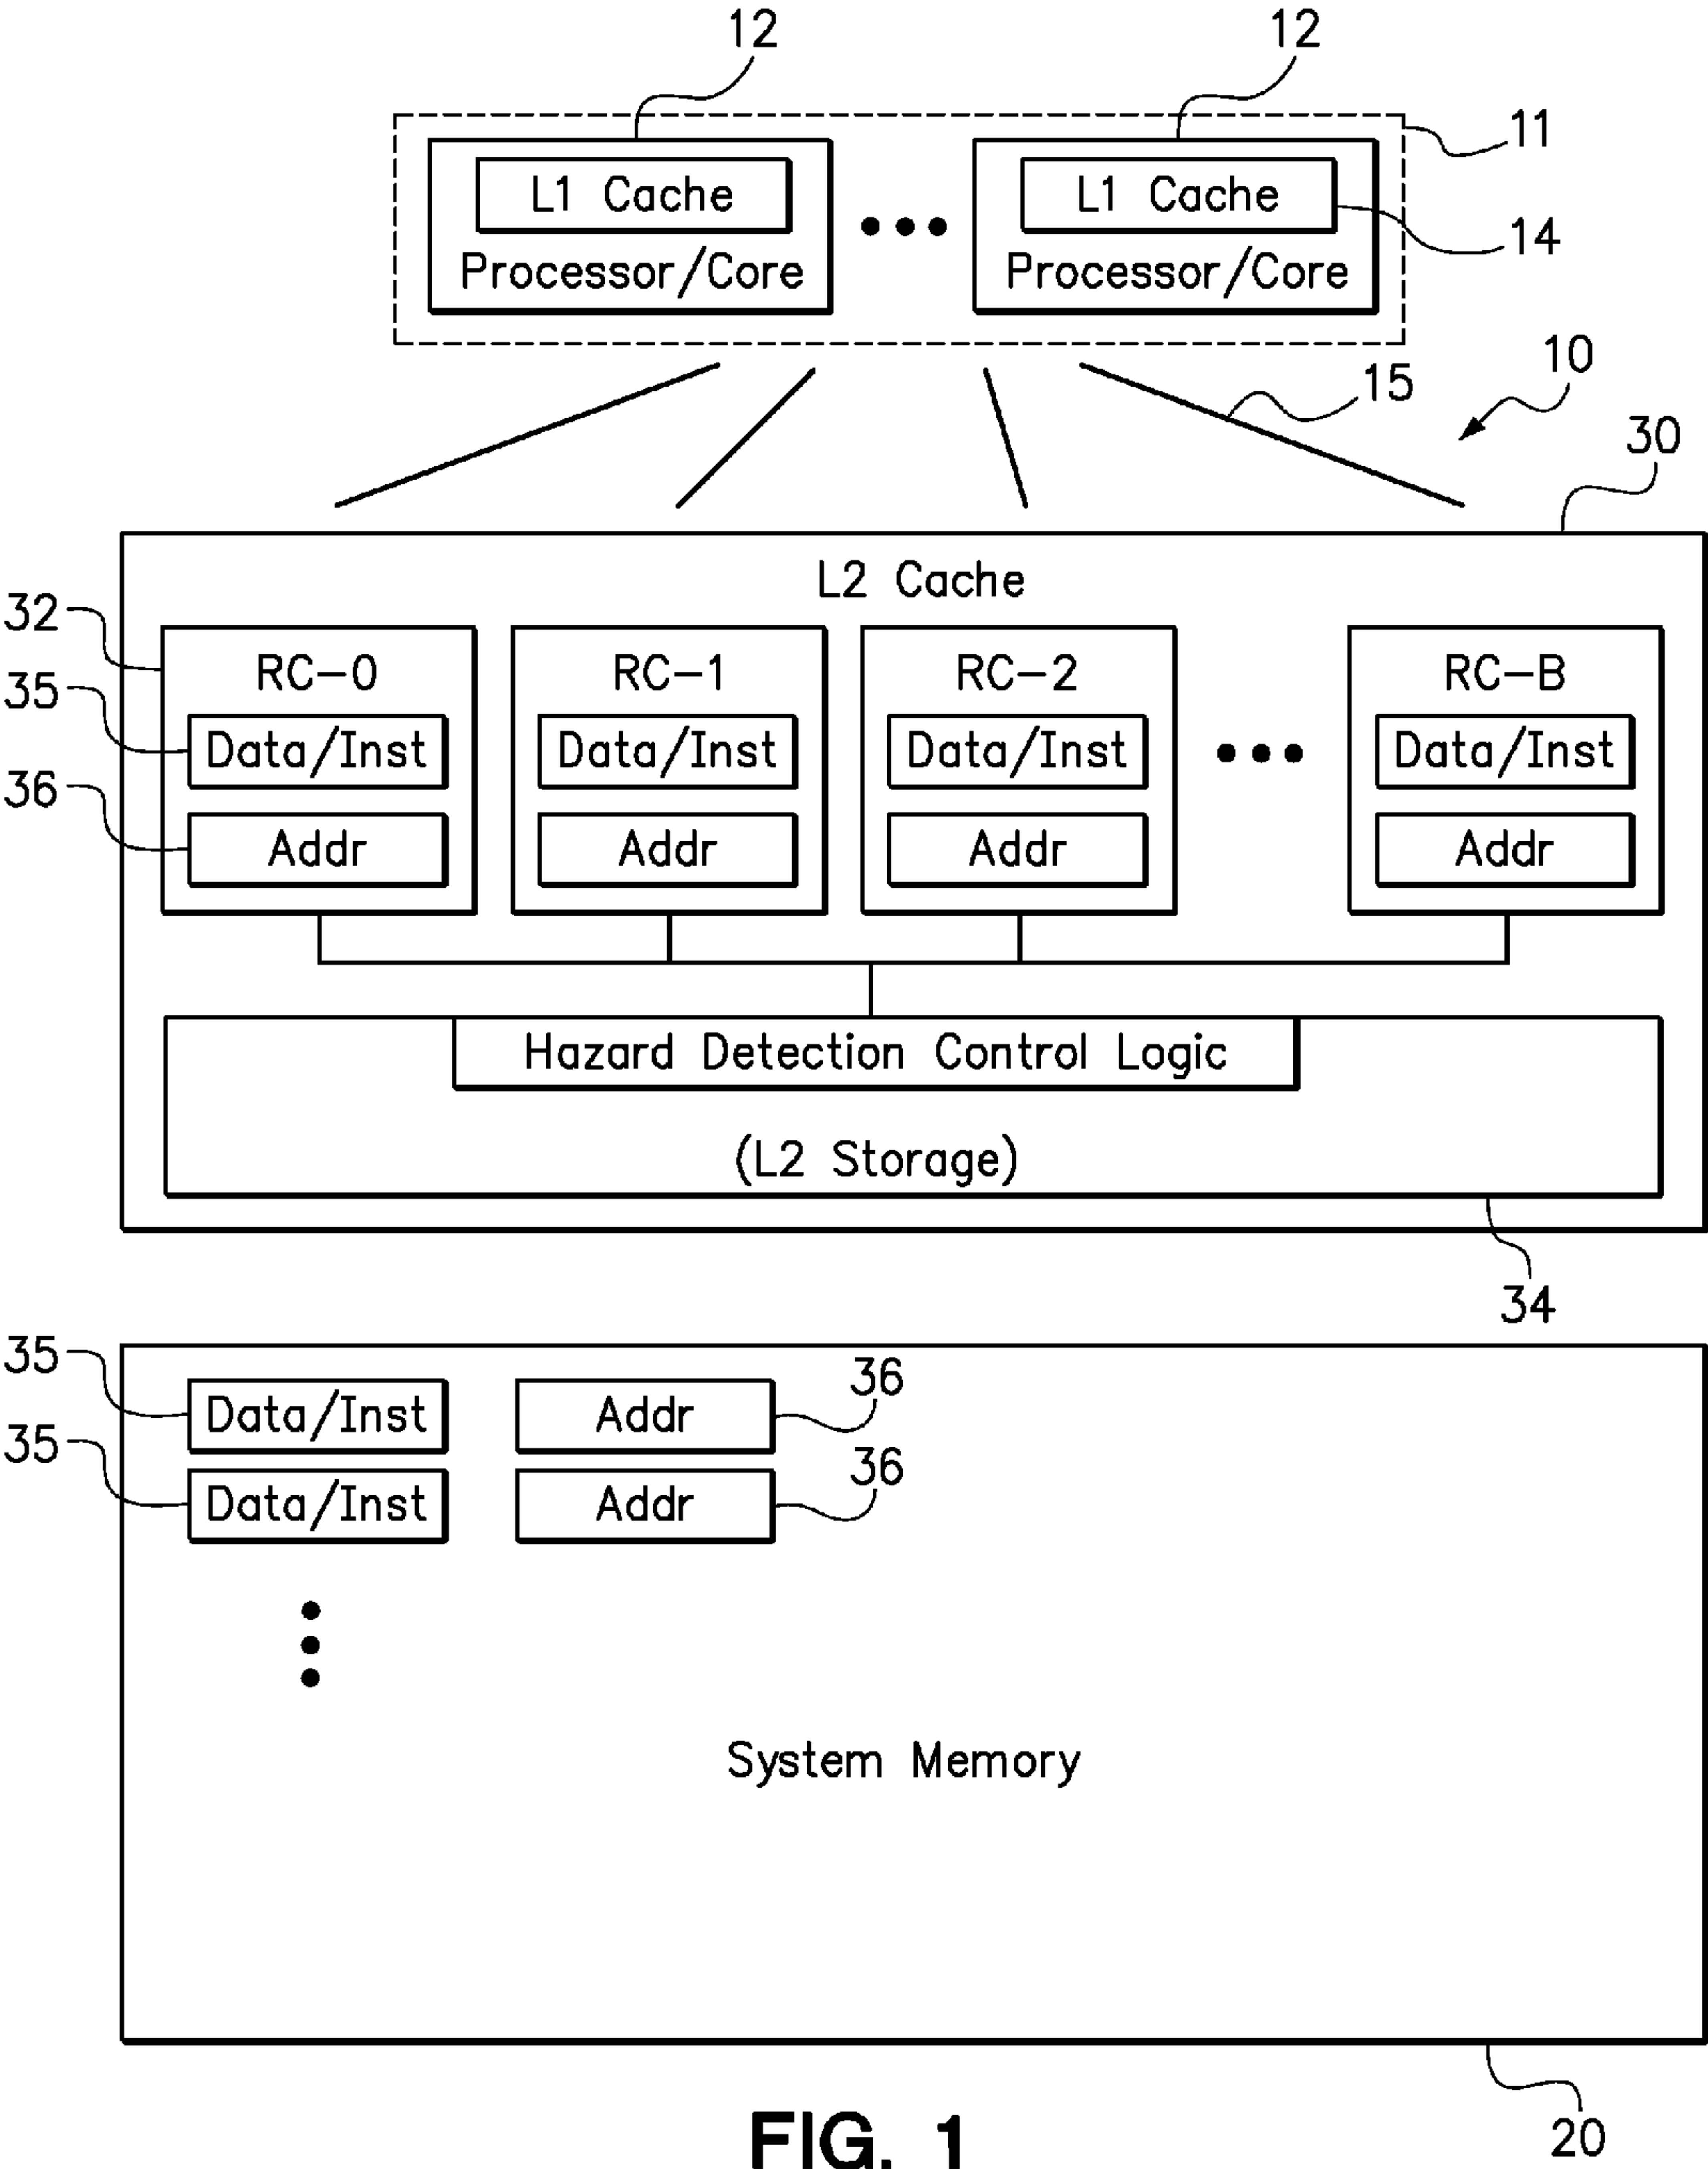 12 12
11
L1 Cache L1 Cache
14
Processor/Core Processor/Core
10
15
30
L2 Cache
32
RC-0 RC-1 RC-2 RC-B
35
Data/Inst Data/Inst Data/Inst Data/Inst
36
Addr Addr Addr Addr
Hazard Detection Control Logic
(L2 Storage)
34
35
36
Data/Inst Addr
35
36
Data/Inst Addr
System Memory
20
FIG. 1